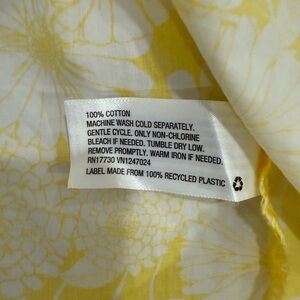 100% COTTON
MACHINE WASH COLD SEPARATELY.
GENTLE CYCLE. ONLY NON-CHLORINE
BLEACH IF NEEDED. TUMBLE DRY LOW.
REMOVE PROMPTLY. WARM IRON IF NEEDED.
RN17730 VN1247024
LABEL MADE FROM 100% RECYCLED PLASTIC